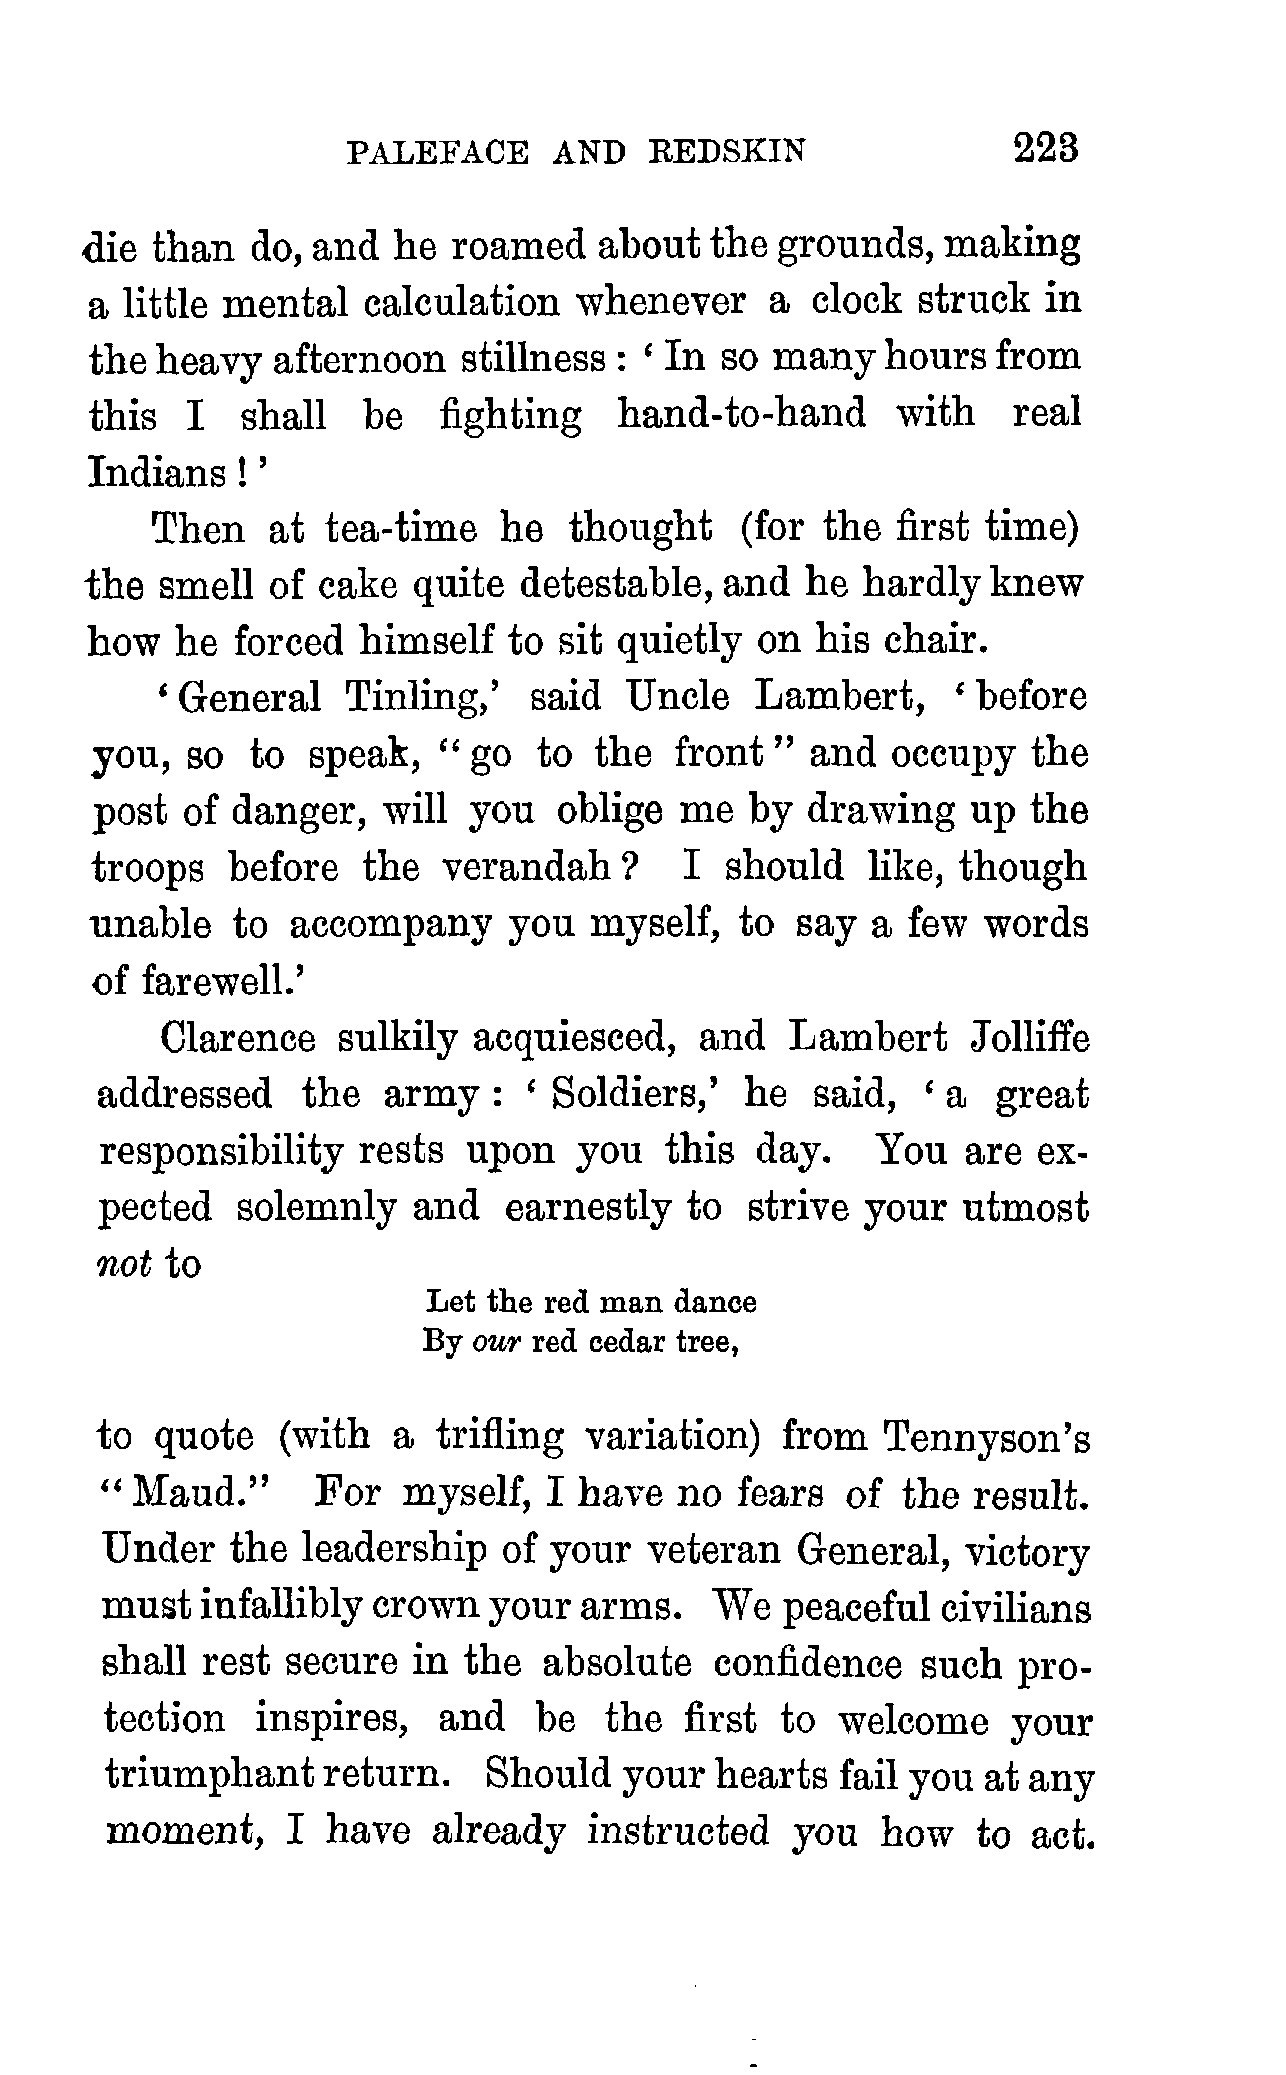 PALEFACE AND REDSKIN 223
die than do, and he roamed about the grounds, making
a little mental calculation whenever a clock struck in
the heavy afternoon stillness : ‘ In so many hours from
this I shall be fighting hand-to-hand with real
Indians ! ’
Then at tea-time he thought (for the first time)
the smell of cake quite detestable, and he hardly knew
how he forced himself to sit quietly on his chair.
‘ General Tinling,’ said Uncle Lambert, ‘ before
you, so to speak, “ go to the front ” and occupy the
post of danger, will you oblige me by drawing up the
troops before the verandah ? I should like, though
unable to accompany you myself, to say a few words
of farewell.’
Clarence sulkily acquiesced, and Lambert Jolliffe
addressed the army : ‘ Soldiers,’ he said, ‘ a great
responsibility rests upon you this day. You are ex-
pected solemnly and earnestly to strive your utmost
not to
Let the red man dance
By our red cedar tree,
to quote (with a trifling variation) from Tennyson’s
“ Maud.” For myself, I have no fears of the result.
Under the leadership of your veteran General, victory
must infallibly crown your arms. We peaceful civilians
shall rest secure in the absolute confidence such pro-
tection inspires, and be the first to welcome your
triumphant return. Should your hearts fail you at any
moment, I have already instructed you how to act.